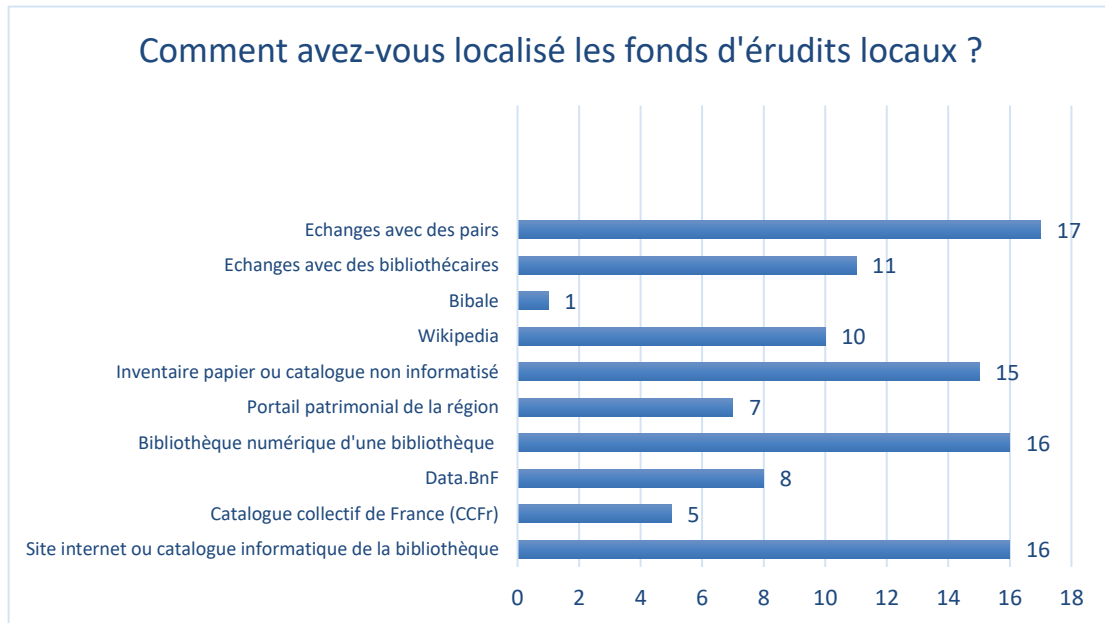 Comment avez-vous localisé les fonds d'érudits locaux ?
Echanges avec des pairs
17
Echanges avec des bibliothécaires
11
Bibale
1
Wikipedia
10
Inventaire papier ou catalogue non informatisé
15
Portail patrimonial de la région
7
Bibliothèque numérique d'une bibliothèque
16
Data.BnF
8
Catalogue collectif de France (CCFr)
5
Site internet ou catalogue informatique de la bibliothèque
16
0 2 4 6 8 10 12 14 16 18